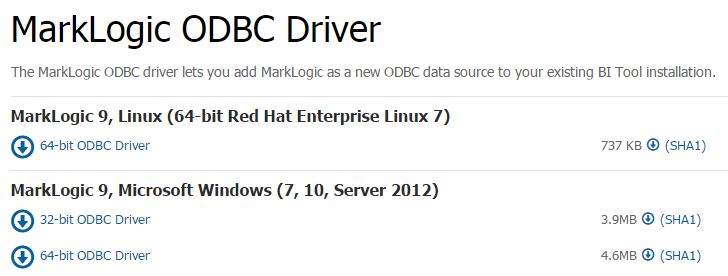 MarkLogic ODBC Driver
The MarkLogic ODBC driver lets you add MarkLogic as a new ODBC data source to your existing BI Tool installation.
MarkLogic 9, Linux (64-bit Red Hat Enterprise Linux 7)
64-bit ODBC Driver 737 KB (SHA1)
MarkLogic 9, Microsoft Windows (7, 10, Server 2012)
32-bit ODBC Driver 3.9MB (SHA1)
64-bit ODBC Driver 4.6MB (SHA1)